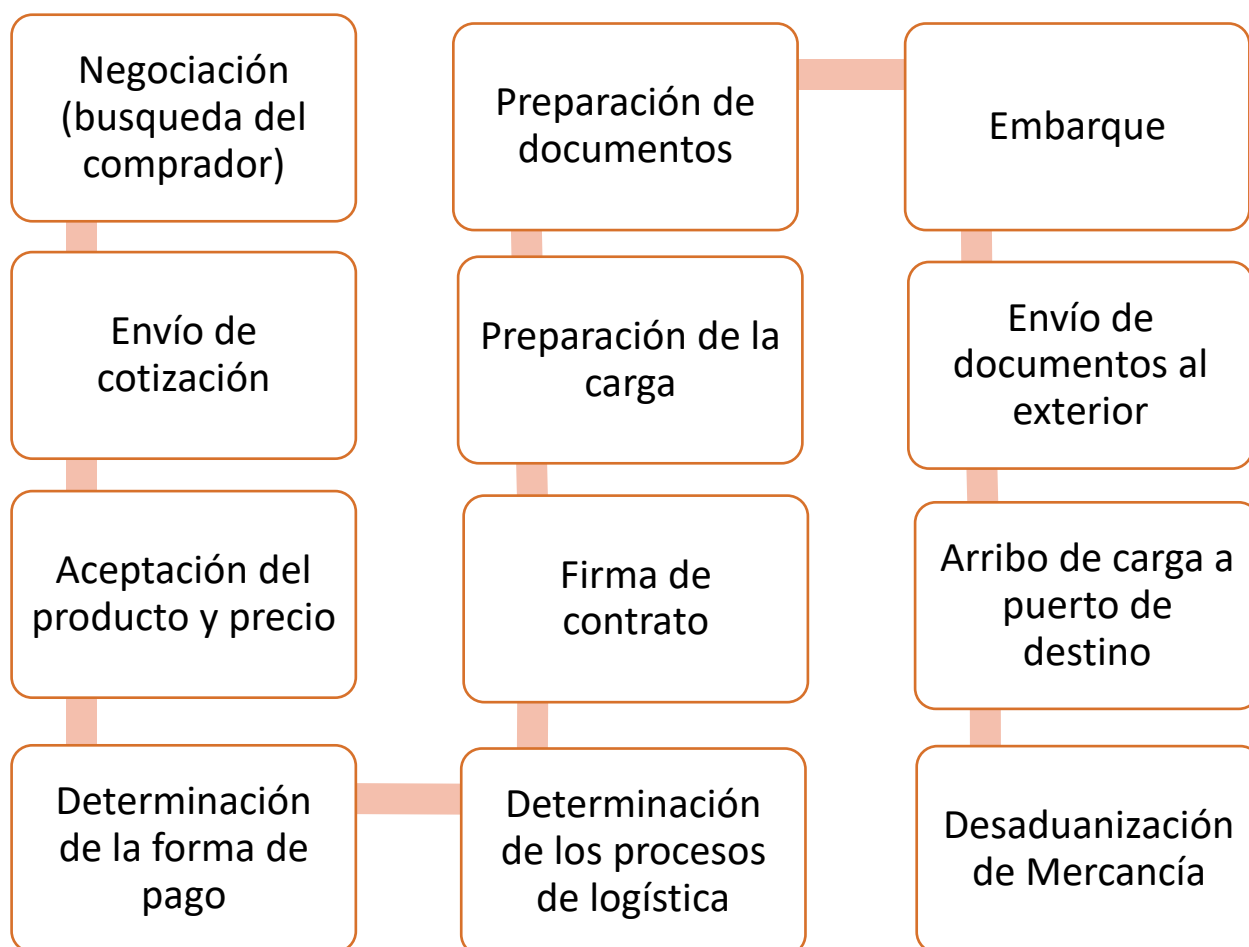 Negociación
(busqueda del
comprador)
Envío de
cotización
Aceptación del
producto y precio
Determinación
de la forma de
pago
Determinación
de los procesos
de logística
Firma de
contrato
Preparación de la
carga
Preparación de
documentos
Embarque
Envío de
documentos al
exterior
Arribo de carga a
puerto de
destino
Desaduanización
de Mercancía